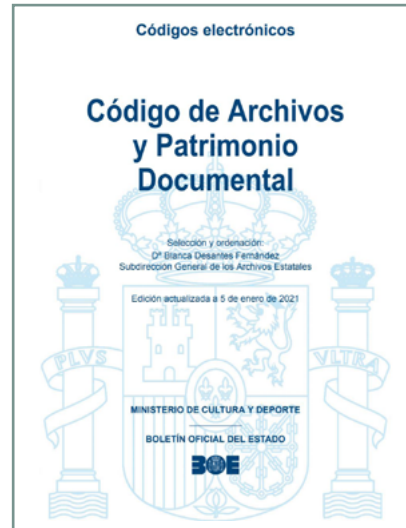 Códigos electrónicos
Código de Archivos
y Patrimonio
Documental
Selección y ordenación:
Dª Blanca Desantes Fernández
Subdirección General de los Archivos Estatales
Edición actualizada a 5 de enero de 2021
PLVS
VLTRA
MINISTERIO DE CULTURA Y DEPORTE
BOLETÍN OFICIAL DEL ESTADO
BOE